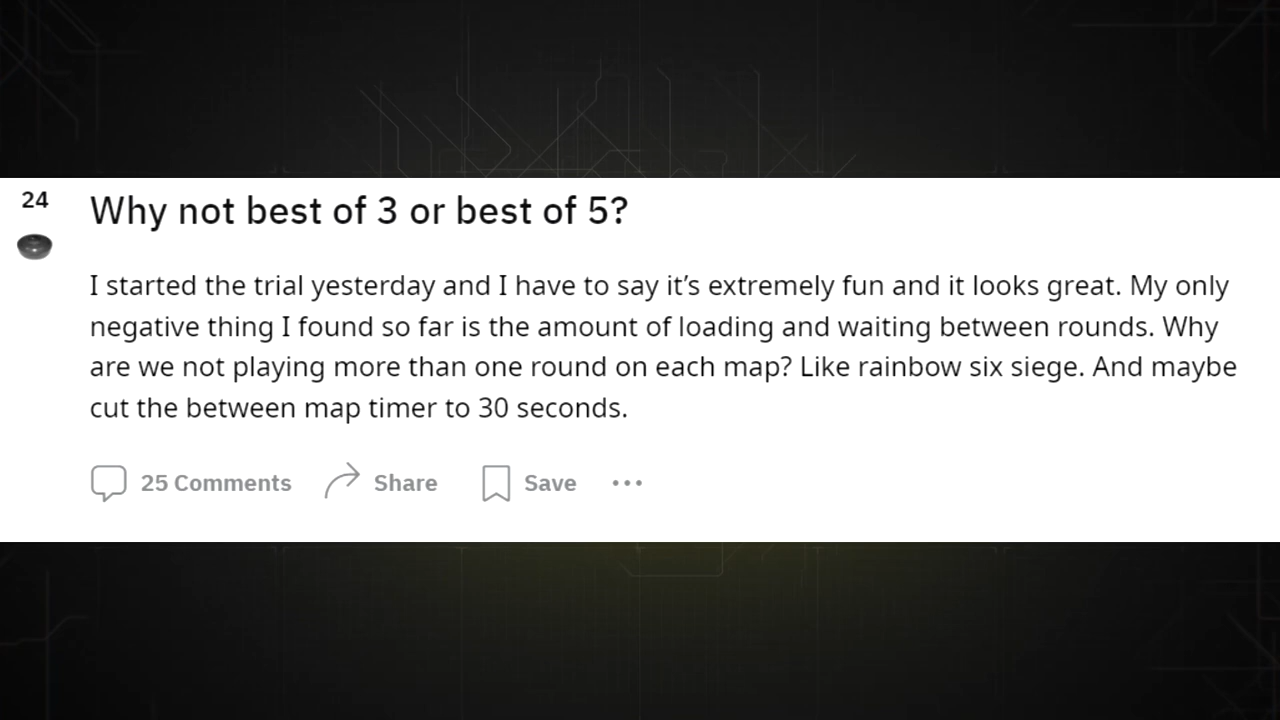 24
Why not best of 3 or best of 5?
I started the trial yesterday and I have to say it’s extremely fun and it looks great. My only
negative thing I found so far is the amount of loading and waiting between rounds. Why
are we not playing more than one round on each map? Like rainbow six siege. And maybe
cut the between map timer to 30 seconds.
25 Comments Share Save